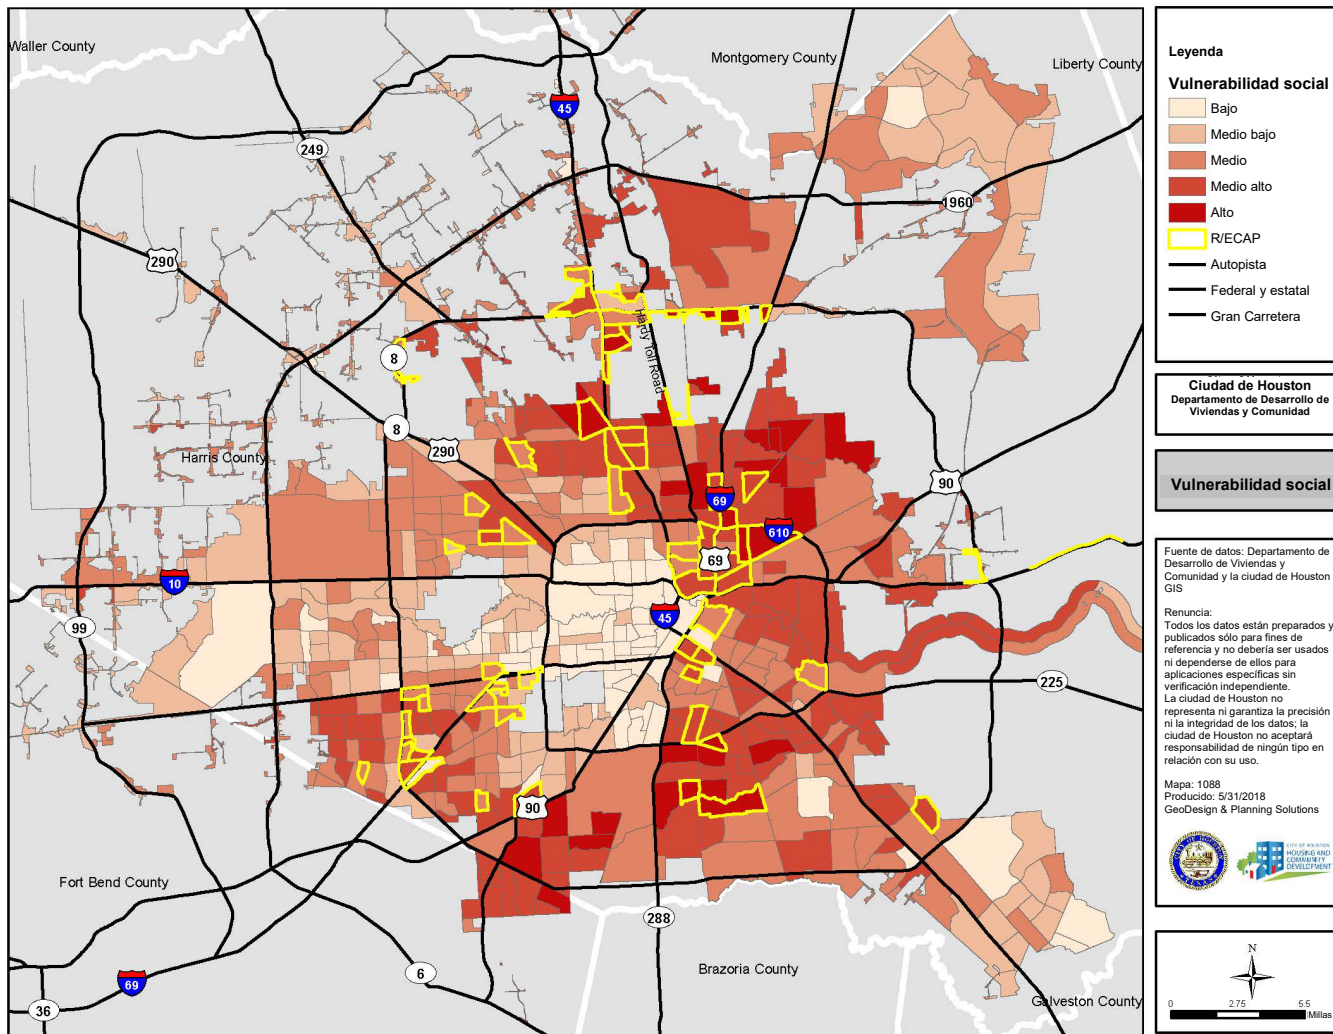 Waller County
Montgomery County
Liberty County
45
249
1960
290
Hardy Toll Road
8
8
290
Harris County
90
69
610
69
10
45
99
225
90
Fort Bend County
288
Brazoria County
6
69
36
Galveston County
Leyenda
Vulnerabilidad social
Bajo
Medio bajo
Medio
Medio alto
Alto
R/ECAP
Autopista
Federal y estatal
Gran Carretera
Ciudad de Houston
Departamento de Desarrollo de
Viviendas y Comunidad
Vulnerabilidad social
Fuente de datos: Departamento de
Desarrollo de Viviendas y
Comunidad y la ciudad de Houston
GIS
Renuncia:
Todos los datos están preparados y
publicados sólo para fines de
referencia y no debería ser usados
ni dependerse de ellos para
aplicaciones específicas sin
verificación independiente.
La ciudad de Houston no
representa ni garantiza la precisión
ni la integridad de los datos; la
ciudad de Houston no aceptará
responsabilidad de ningún tipo en
relación con su uso.
Mapa: 1088
Producido: 5/31/2018
GeoDesign & Planning Solutions
CITY OF HOUSTON
HOUSING AND
COMMUNITY
DEVELOPMENT
N
0 2.75 5.5
Millas